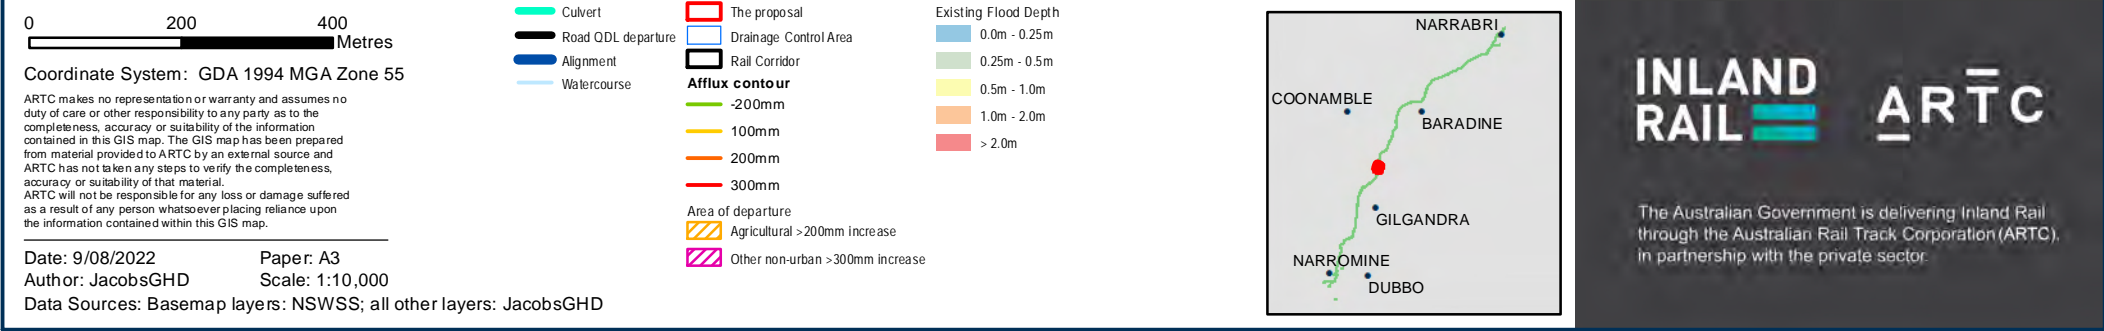 0 200 400
Metres
Coordinate System: GDA 1994 MGA Zone 55
ARTC makes no representation or warranty and assumes no
duty of care or other responsibility to any party as to the
completeness, accuracy or suitability of the information
contained in this GIS map. The GIS map has been prepared
from material provided to ARTC by an external source and
ARTC has not taken any steps to verify the completeness,
accuracy or suitability of that material.
ARTC will not be responsible for any loss or damage suffered
as a result of any person whatsoever placing reliance upon
the information contained within this GIS map.
Date: 9/08/2022 Paper: A3
Author: JacobsGHD Scale: 1:10,000
Data Sources: Basemap layers: NSWSS; all other layers: JacobsGHD
Culvert
Road QDL departure
Alignment
Watercourse
The proposal
Drainage Control Area
Rail Corridor
Afflux contour
-200mm
100mm
200mm
300mm
Area of departure
Agricultural >200mm increase
Other non-urban >300mm increase
Existing Flood Depth
0.0m - 0.25m
0.25m - 0.5m
0.5m - 1.0m
1.0m - 2.0m
> 2.0m
NARRABRI
COONAMBLE
BARADINE
GILGANDRA
NARROMINE
DUBBO
INLAND
RAIL
ARTC
The Australian Government is delivering Inland Rail
through the Australian Rail Track Corporation (ARTC),
in partnership with the private sector.